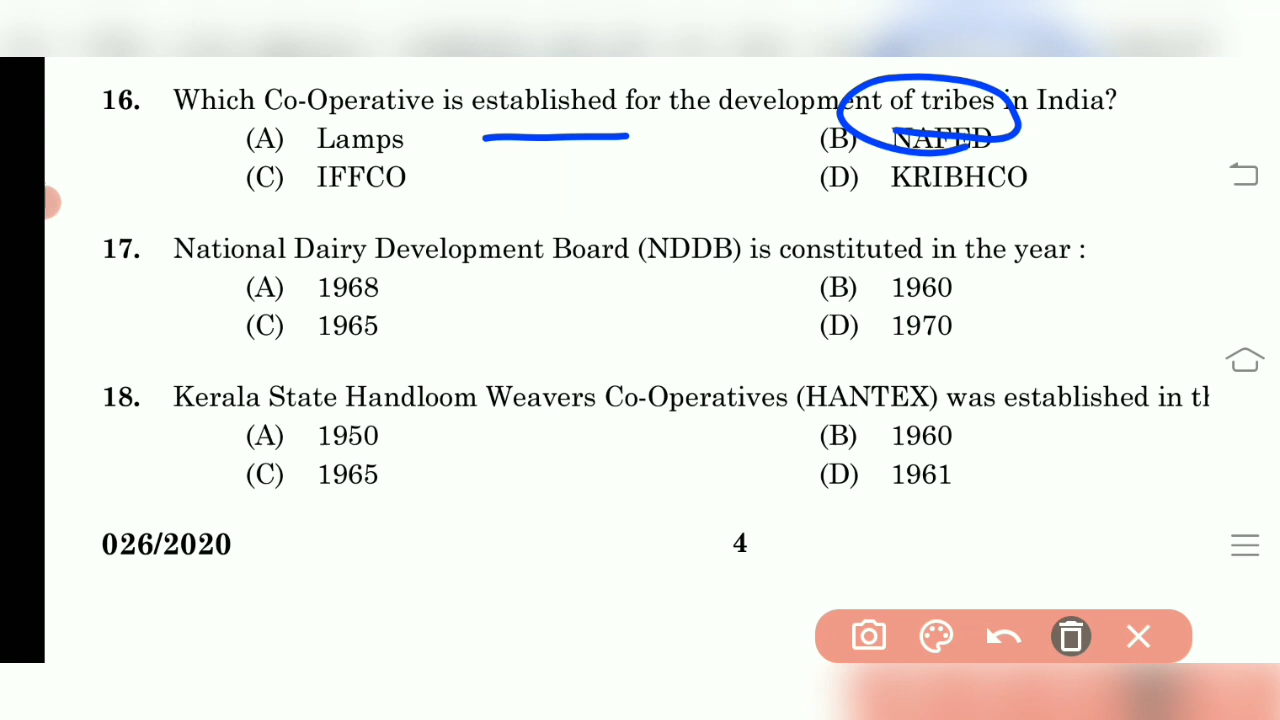 16. Which Co-Operative is established for the development of tribes in India?
(A) Lamps (B) NAFED
(C) IFFCO (D) KRIBHCO
17. National Dairy Development Board (NDDB) is constituted in the year :
(A) 1968 (B) 1960
(C) 1965 (D) 1970
18. Kerala State Handloom Weavers Co-Operatives (HANTEX) was established in
(A) 1950 (B) 1960
(C) 1965 (D) 1961
026/2020 4